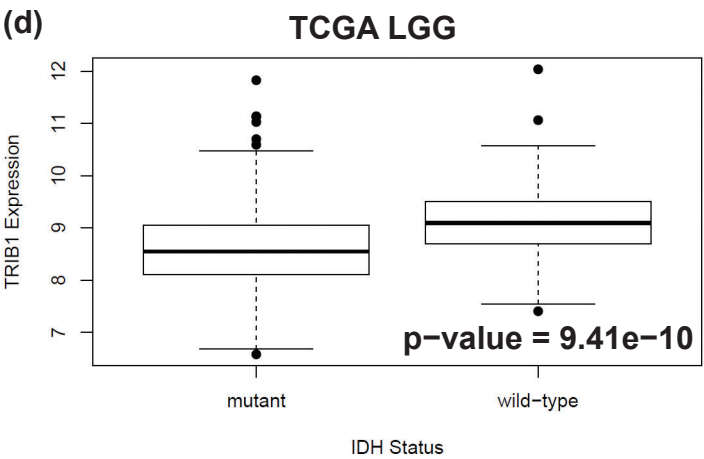 (d)
TCGA LGG
TRIB1 Expression
12
11
10
9
8
7
p−value = 9.41e−10
mutant
wild−type
IDH Status